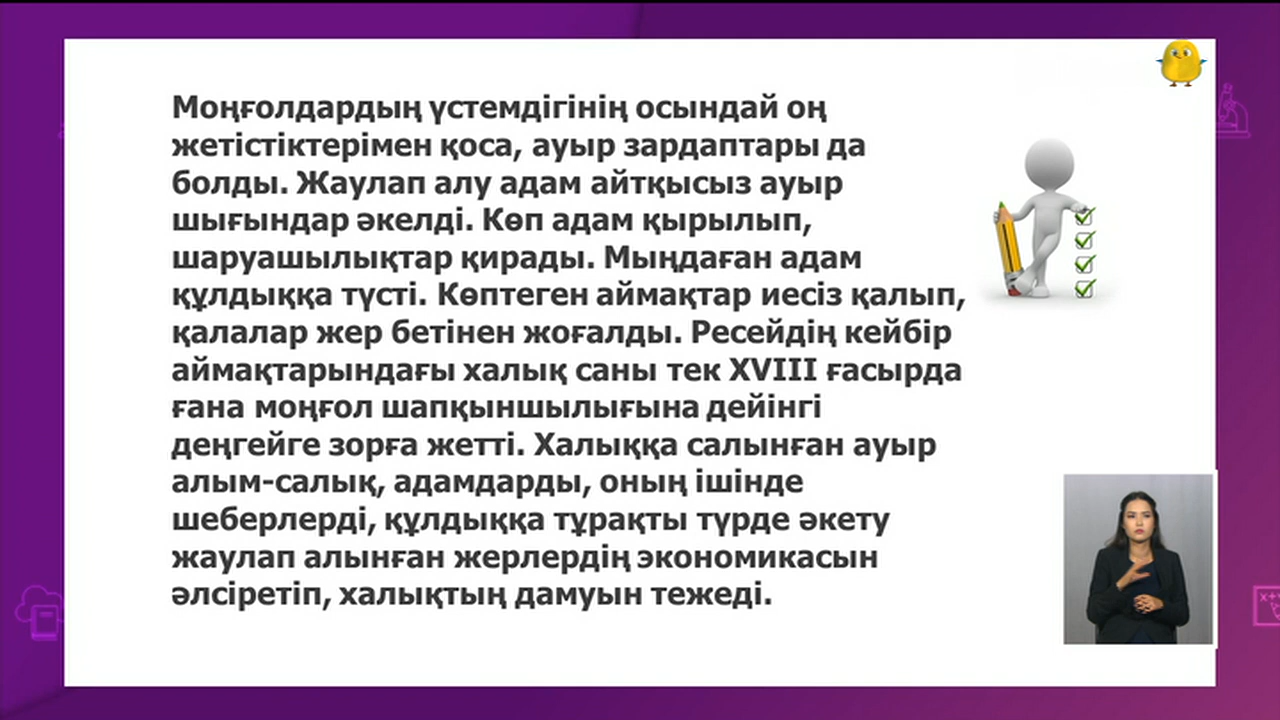 Моңғолдардың үстемдігінің осындай оң
жетістіктерімен қоса, ауыр зардаптары да
болды. Жаулап алу адам айтқысыз ауыр
шығындар әкелді. Көп адам қырылып,
шаруашылықтар қирады. Мыңдаған адам
құлдыққа түсті. Көптеген аймақтар иесіз қалып,
қалалар жер бетінен жоғалды. Ресейдің кейбір
аймақтарындағы халық саны тек XVIII ғасырда
ғана моңғол шапқыншылығына дейінгі
деңгейге зорға жетті. Халыққа салынған ауыр
алым-салық, адамдарды, оның ішінде
шеберлерді, құлдыққа тұрақты түрде әкету
жаулап алынған жерлердің экономикасын
әлсіретіп, халықтың дамуын тежеді.